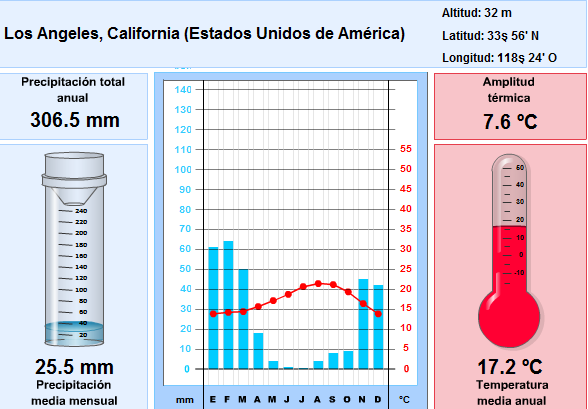 Los Angeles, California (Estados Unidos de América)
Altitud: 32 m
Latitud: 33ş 56' N
Longitud: 118ş 24' O
Precipitación total
anual
306.5 mm
240
220
200
180
160
140
120
100
80
60
40
20
25.5 mm
Precipitación
media mensual
140
130
120
110
100
90
80
70
60
50
40
30
20
10
0
55
50
45
40
35
30
25
20
15
10
5
0
mm E F M A M J J A S O N D °C
Amplitud
térmica
7.6 ºC
60
50
40
30
20
10
0
-10
17.2 ºC
Temperatura
media anual